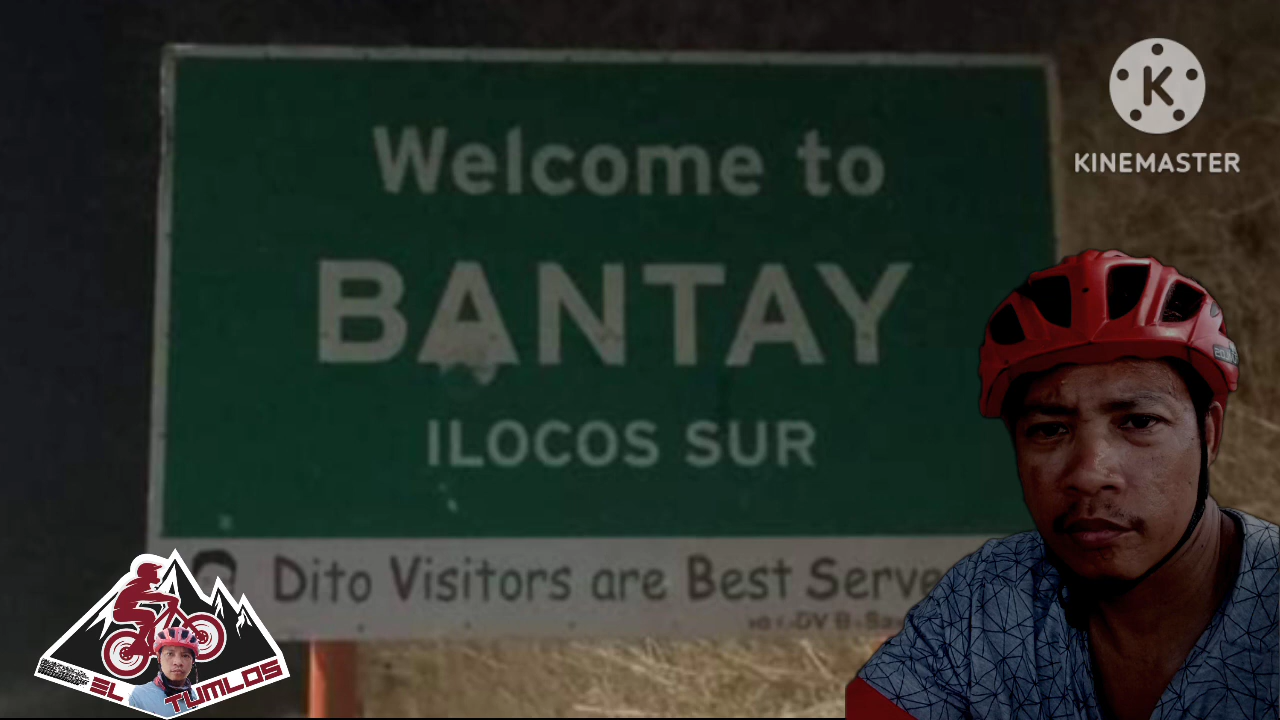 Welcome to
BANTAY
ILOCOS SUR
Dito Visitors are Best Serve
KINEMASTER
EL TUMLOS